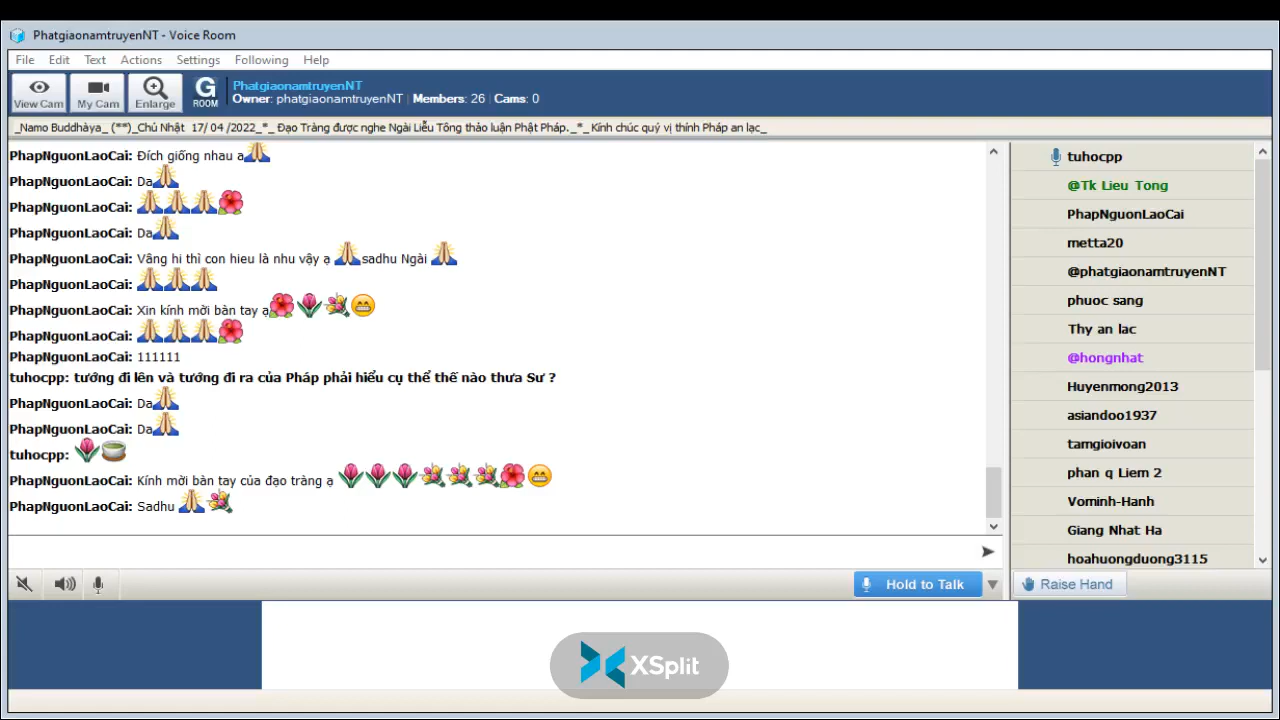 PhatgiaonamtruyenNT - Voice Room
File Edit Text Actions Settings Following Help
View Cam My Cam Enlarge G ROOM
PhatgiaonamtruyenNT
Owner: phatgiaonamtruyenNT | Members: 26 | Cams: 0
_Namo Buddhàya_ (**)_Chủ Nhật 17/ 04 /2022_*_ Đạo Tràng được nghe Ngài Liễu Tông thảo luận Phật Pháp._*_ Kính chúc quý vị thính Pháp an lạc_
PhapNguonLaoCai: Đích giống nhau a
PhapNguonLaoCai: Da
PhapNguonLaoCai:
PhapNguonLaoCai: Da
PhapNguonLaoCai: Vâng hi thì con hieu là nhu vậy ạ sadhu Ngài
PhapNguonLaoCai:
PhapNguonLaoCai: Xin kính mời bàn tay ạ
PhapNguonLaoCai:
PhapNguonLaoCai: 111111
tuhocpp: tướng đi lên và tướng đi ra của Pháp phải hiểu cụ thể thế nào thưa Sư ?
PhapNguonLaoCai: Da
PhapNguonLaoCai: Da
tuhocpp:
PhapNguonLaoCai: Kính mời bàn tay của đạo tràng ạ
PhapNguonLaoCai: Sadhu
tuhocpp
@Tk Lieu Tong
PhapNguonLaoCai
metta20
@phatgiaonamtruyenNT
phuoc sang
Thy an lac
@hongnhat
Huyenmong2013
asiandoo1937
tamgioivoan
phan q Liem 2
Vominh-Hanh
Giang Nhat Ha
hoahuongduong3115
Hold to Talk
Raise Hand
XSplit